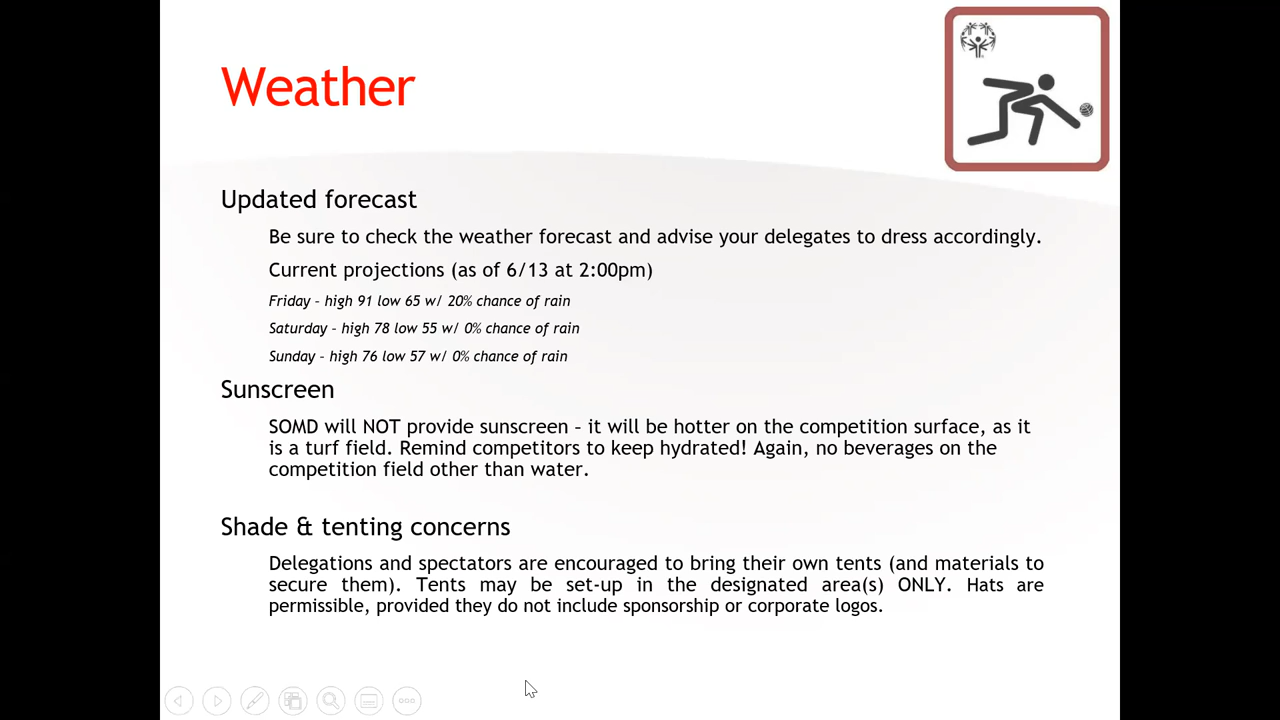 Weather
Updated forecast
Be sure to check the weather forecast and advise your delegates to dress accordingly.
Current projections (as of 6/13 at 2:00pm)
Friday – high 91 low 65 w/ 20% chance of rain
Saturday – high 78 low 55 w/ 0% chance of rain
Sunday – high 76 low 57 w/ 0% chance of rain
Sunscreen
SOMD will NOT provide sunscreen – it will be hotter on the competition surface, as it
is a turf field. Remind competitors to keep hydrated! Again, no beverages on the
competition field other than water.
Shade & tenting concerns
Delegations and spectators are encouraged to bring their own tents (and materials to
secure them). Tents may be set-up in the designated area(s) ONLY. Hats are
permissible, provided they do not include sponsorship or corporate logos.